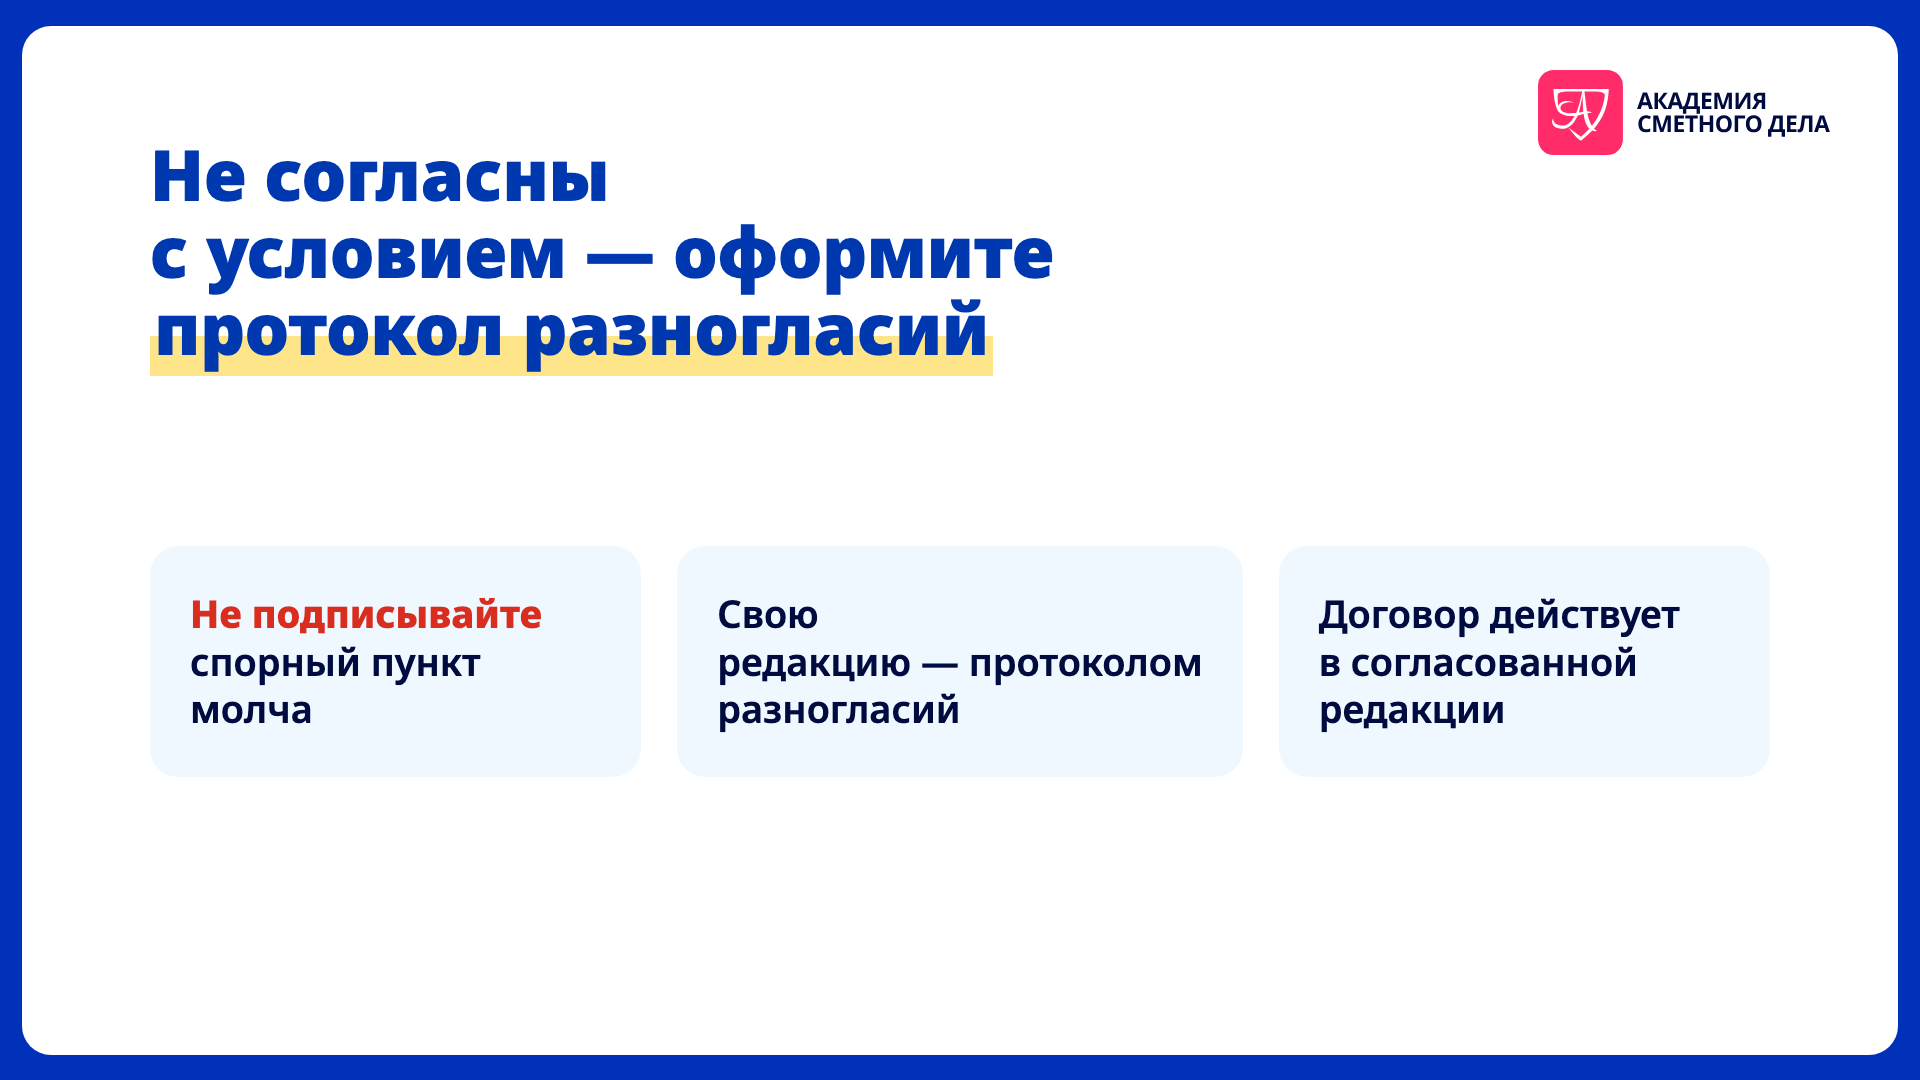 АКАДЕМИЯ
СМЕТНОГО ДЕЛА
Не согласны
с условием — оформите
протокол разногласий
Не подписывайте
спорный пункт
молча
Свою
редакцию — протоколом
разногласий
Договор действует
в согласованной
редакции